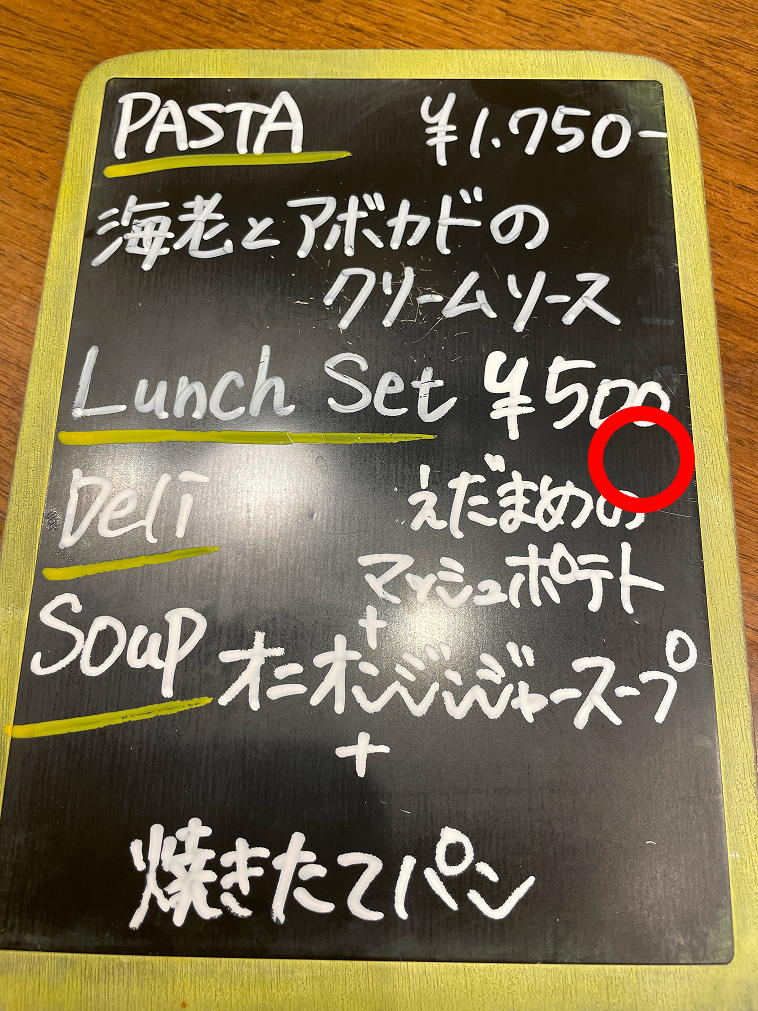 PASTA ¥1.750-
海老とアボカドの
クリームソース
Lunch Set ¥500
Deli えだまめの
マッシュポテト
+
Soup オニオンジンジャースープ
+
焼きたてパン